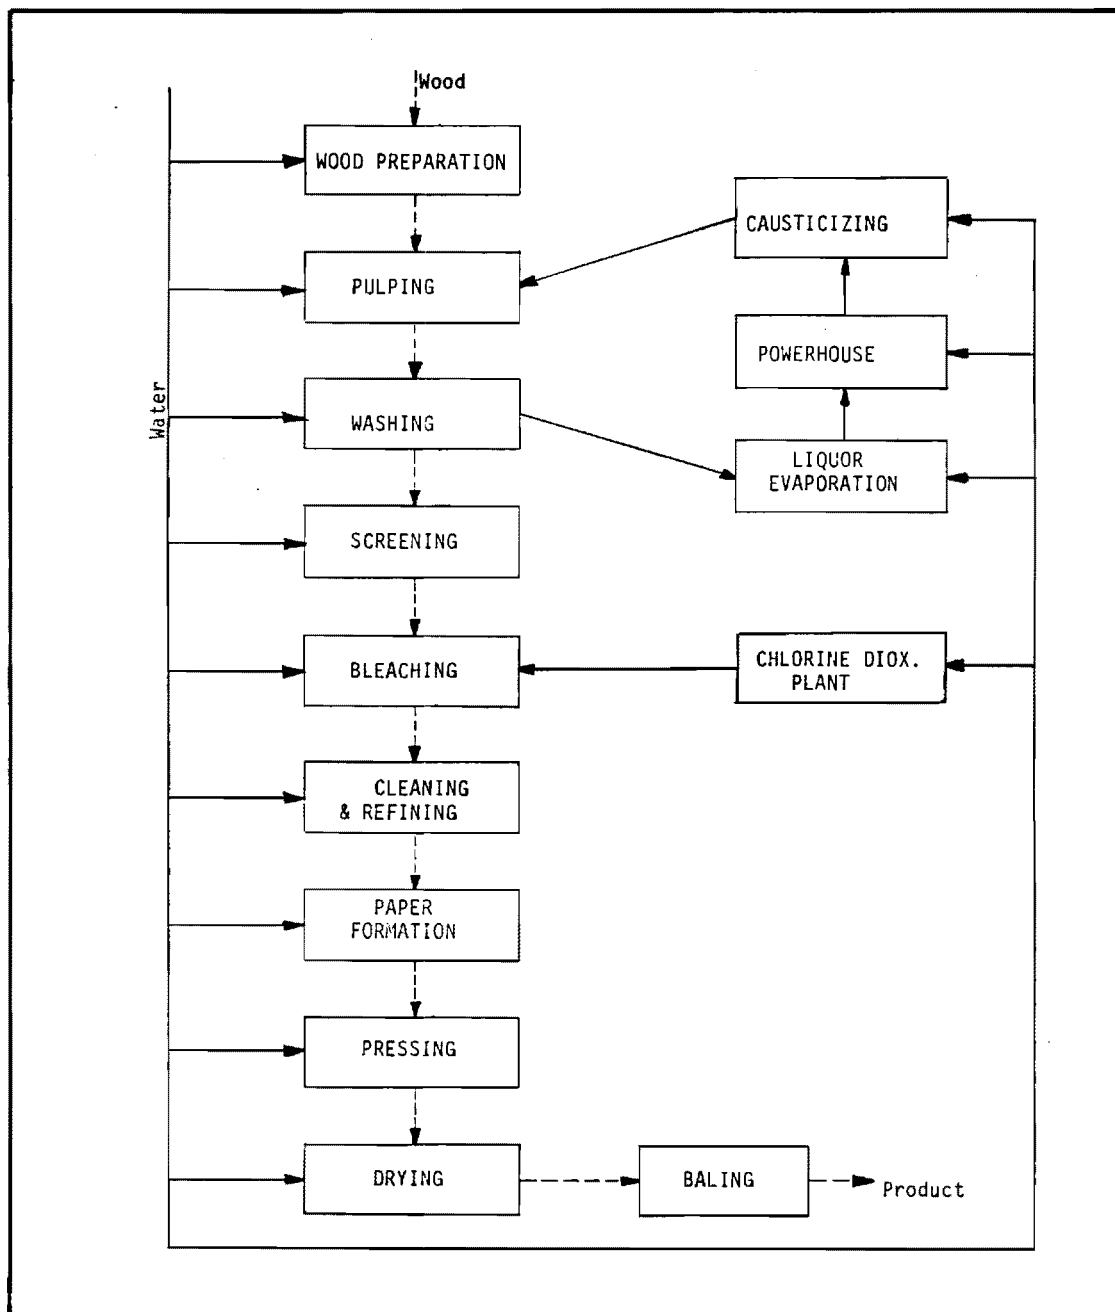 Wood
WOOD PREPARATION
CAUSTICIZING
PULPING
POWERHOUSE
Water
WASHING
LIQUOR
EVAPORATION
SCREENING
BLEACHING
CHLORINE DIOX.
PLANT
CLEANING
& REFINING
PAPER
FORMATION
PRESSING
DRYING
BALING
Product